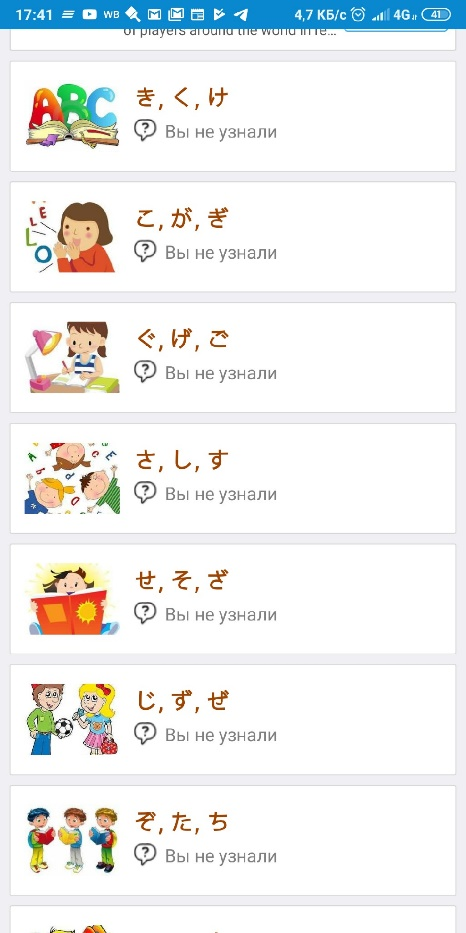 17:41 WB 4,7 КБ/с 4G 41
of players around the world in re...
ABC
き, く, け
Вы не узнали
L E L O
こ, が, ぎ
Вы не узнали
ぐ, げ, ご
Вы не узнали
さ, し, す
Вы не узнали
せ, そ, ざ
Вы не узнали
じ, ず, ぜ
Вы не узнали
ぞ, た, ち
Вы не узнали